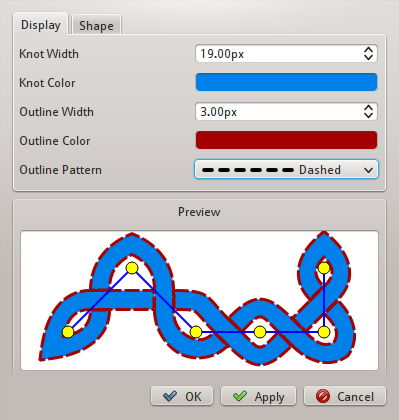 Display Shape
Knot Width 19.00px
Knot Color
Outline Width 3.00px
Outline Color
Outline Pattern Dashed
Preview
OK Apply Cancel